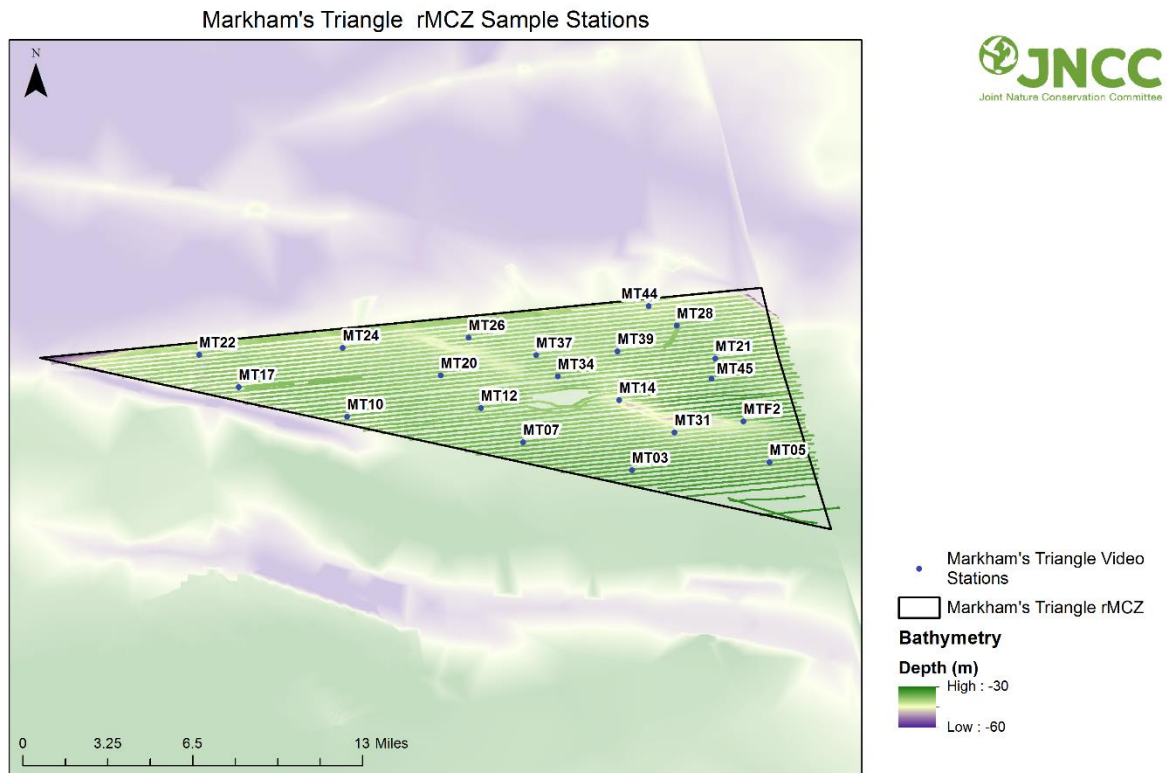 Markham's Triangle rMCZ Sample Stations
N
JNCC
Joint Nature Conservation Committee
MT44
MT28
MT26
MT39
MT37
MT22
MT24
MT21
MT34
MT20
MT45
MT17
MT14
MT12
MT10
MTF2
MT31
MT07
MT05
MT03
Markham's Triangle Video
Stations
Markham's Triangle rMCZ
Bathymetry
Depth (m)
High : -30
Low : -60
0 3.25 6.5 13 Miles